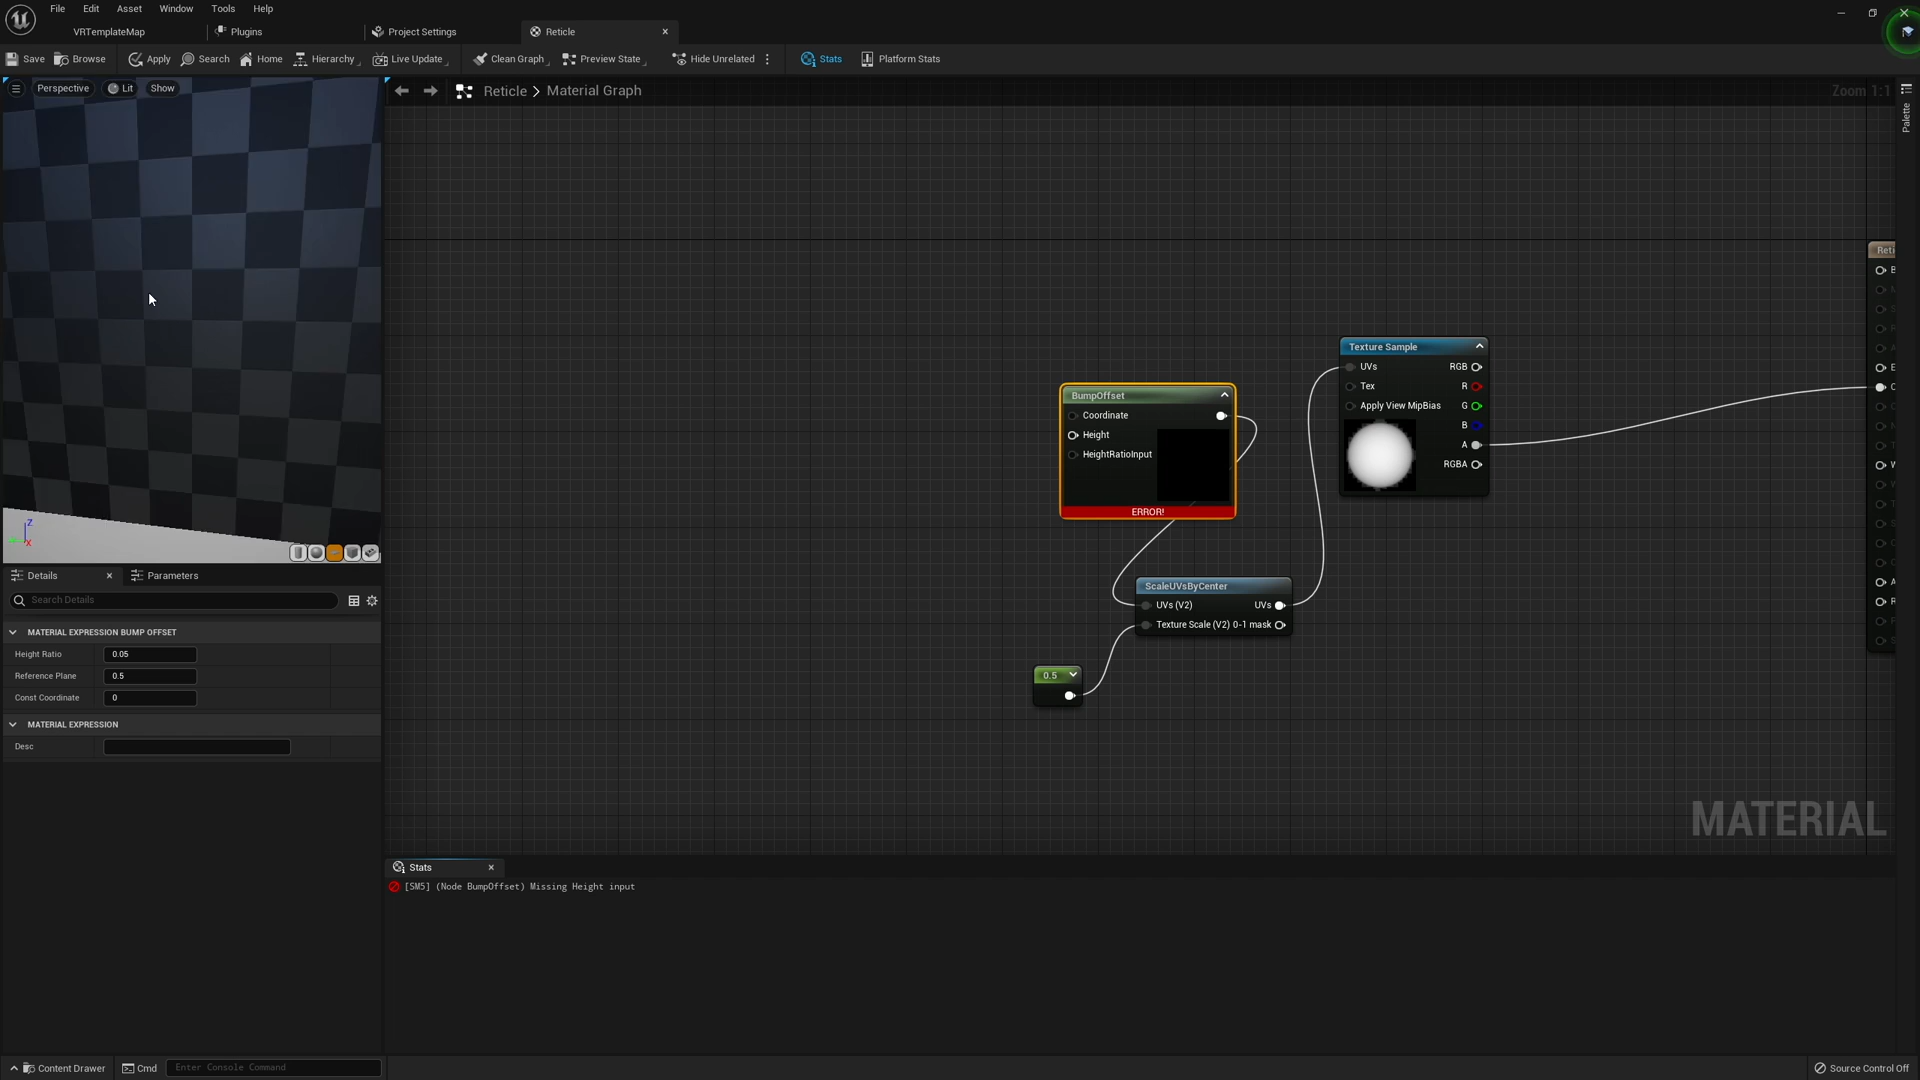 File Edit Asset Window Tools Help
VRTemplateMap Plugins Project Settings Reticle
Save Browse Apply Search Home Hierarchy Live Update Clean Graph Preview State Hide Unrelated Stats Platform Stats
Perspective Lit Show
Reticle > Material Graph
Zoom 1:1
Palette
Reti
B
E
O
W
A
R
Texture Sample
UVs RGB
Tex R
Apply View MipBias G
B
A
RGBA
BumpOffset
Coordinate
Height
HeightRatioInput
ERROR!
ScaleUVsByCenter
UVs (V2) UVs
Texture Scale (V2) 0-1 mask
0.5
MATERIAL
Z
X
Details Parameters
Search Details
MATERIAL EXPRESSION BUMP OFFSET
Height Ratio 0.05
Reference Plane 0.5
Const Coordinate 0
MATERIAL EXPRESSION
Desc
Stats
[SM5] (Node BumpOffset) Missing Height input
Content Drawer Cmd Enter Console Command Source Control Off